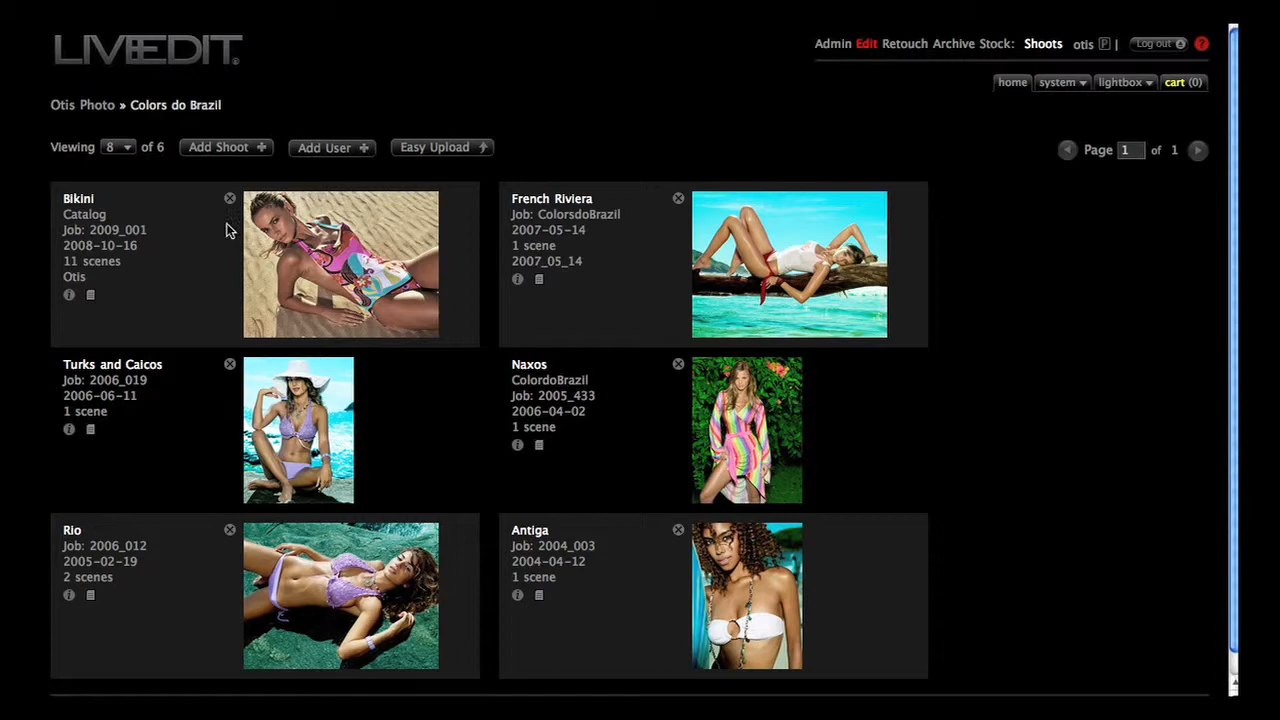 LIVEEDIT®
Admin Edit Retouch Archive Stock: Shoots otis P | Log out ?
home system lightbox cart (0)
Otis Photo » Colors do Brazil
Viewing 8 of 6 Add Shoot + Add User + Easy Upload
Page 1 of 1
Bikini
Catalog
Job: 2009_001
2008-10-16
11 scenes
Otis
French Riviera
Job: ColorsdoBrazil
2007-05-14
1 scene
2007_05_14
Turks and Caicos
Job: 2006_019
2006-06-11
1 scene
Naxos
ColordoBrazil
Job: 2005_433
2006-04-02
1 scene
Rio
Job: 2006_012
2005-02-19
2 scenes
Antiga
Job: 2004_003
2004-04-12
1 scene